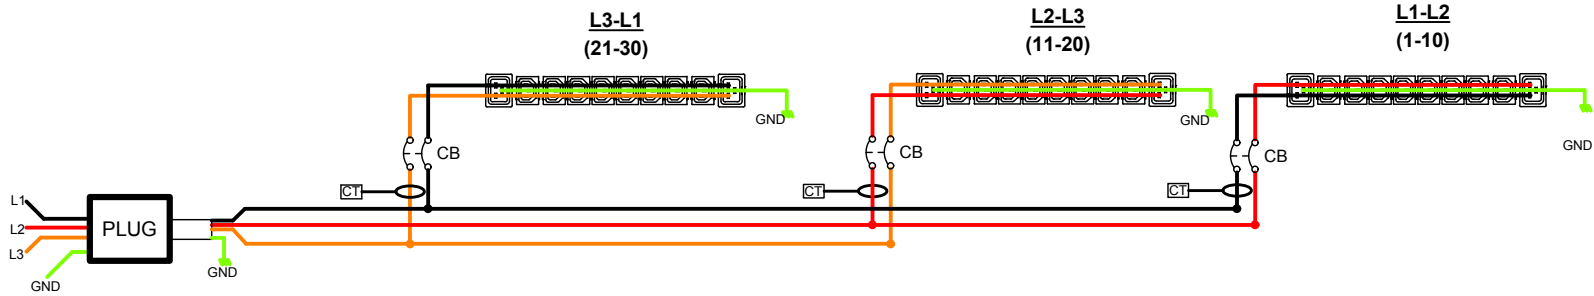 L3-L1
(21-30)
L2-L3
(11-20)
L1-L2
(1-10)
GND
GND
GND
CB
CB
CB
CT
CT
CT
L1
L2
L3
GND
PLUG
GND